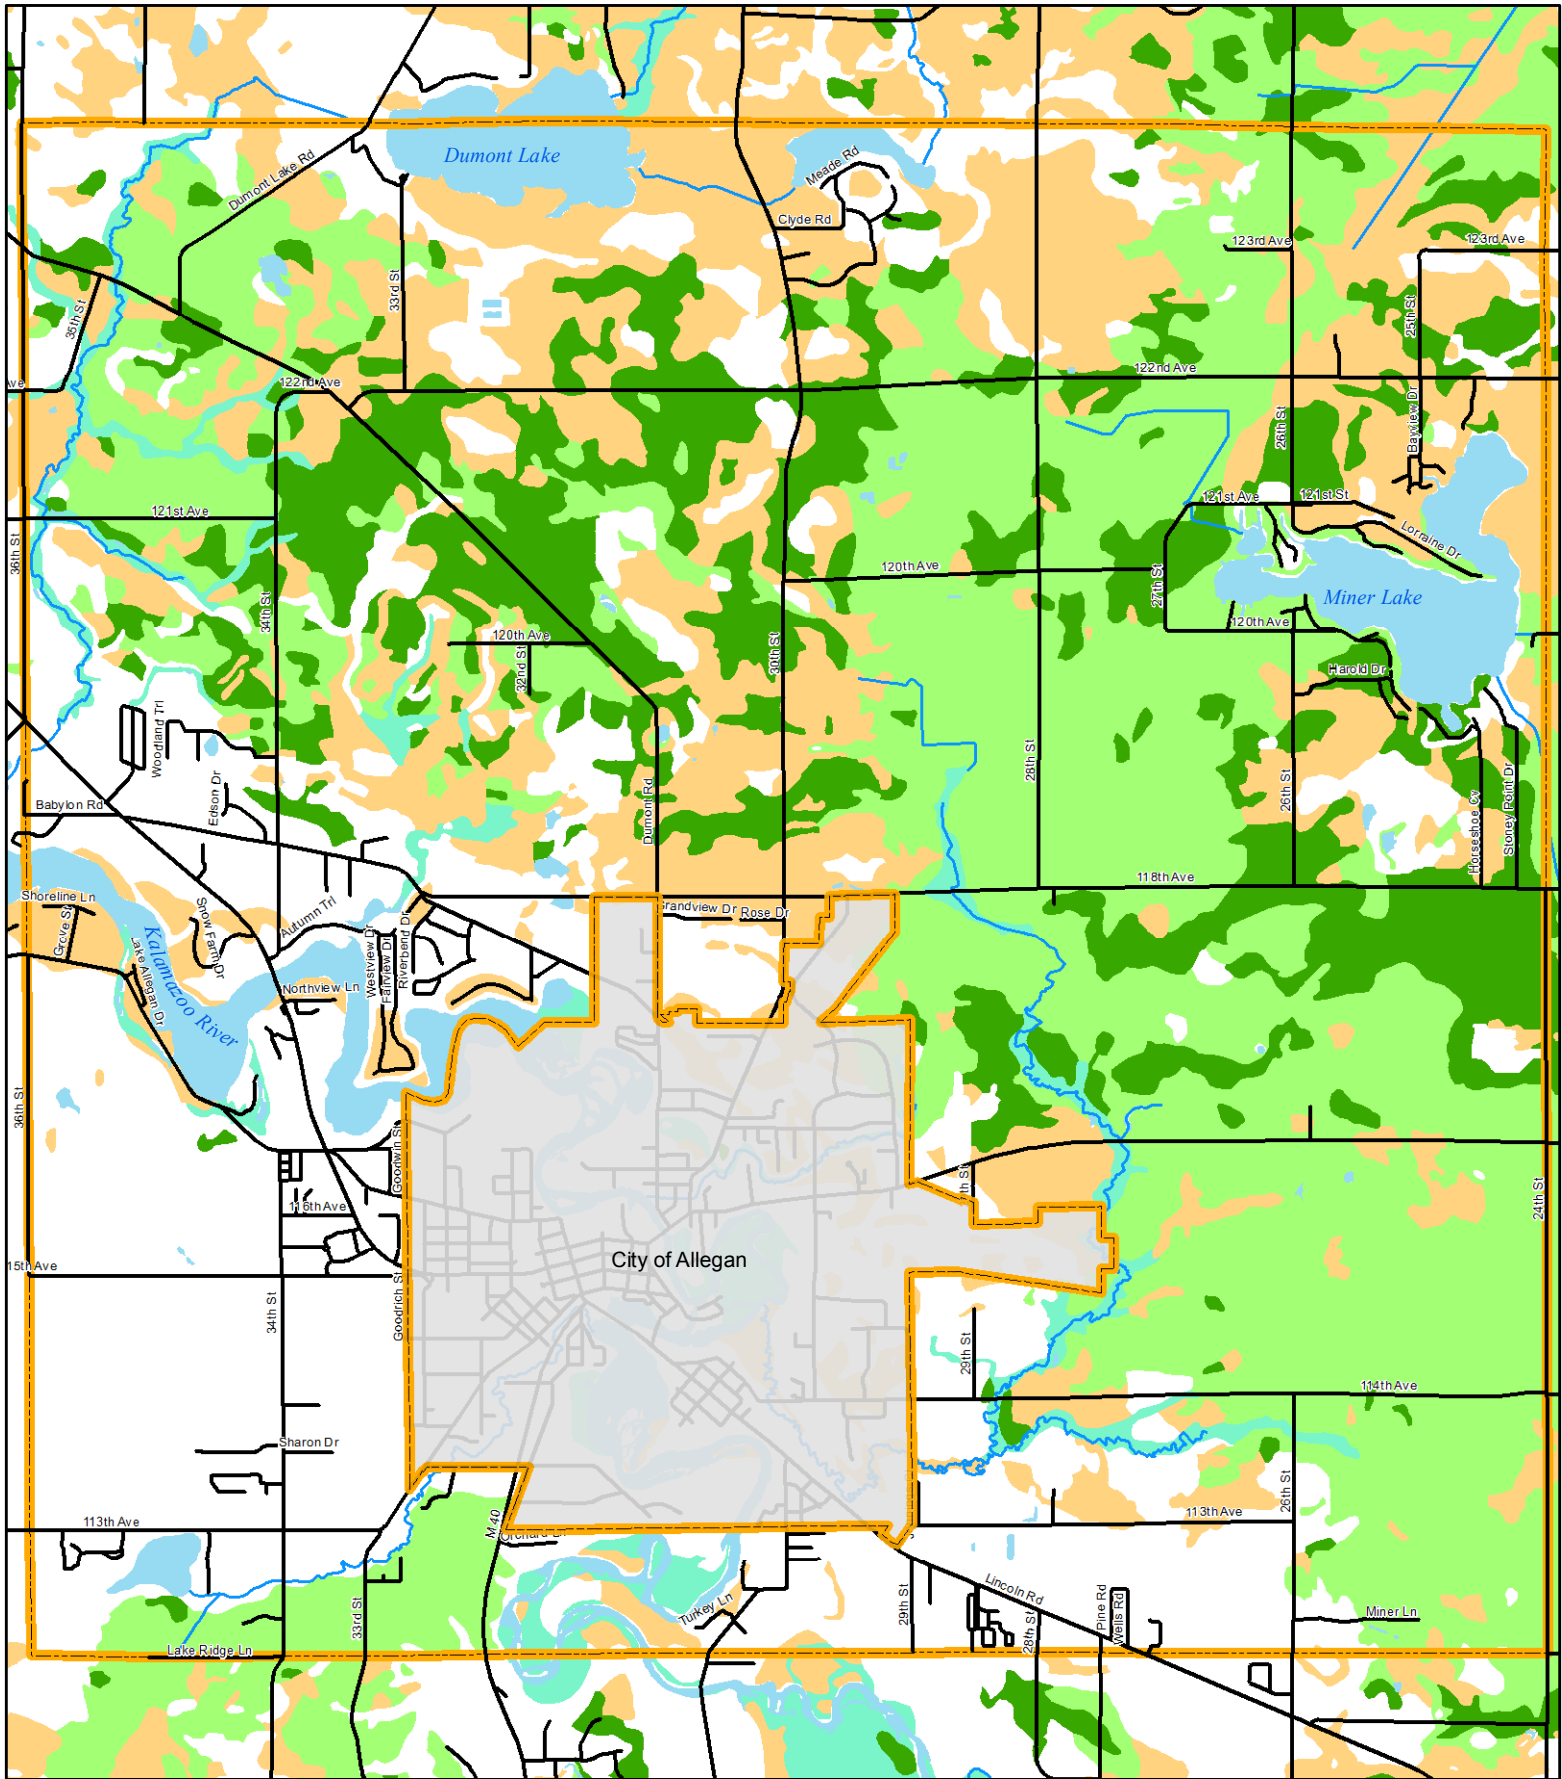 Dumont Lake
Dumont Lake Rd
Meade Rd
Clyde Rd
123rd Ave
123rd Ave
33rd St
35th St
25th St
122nd Ave
122nd Ave
Ave
Bayview Dr
26th St
121st Ave
121st St
121st Ave
Lorraine Dr
36th St
120th Ave
27th St
Miner Lake
34th St
120th Ave
120th Ave
30th St
32nd St
Harold Dr
Woodland Trl
28th St
26th St
Edson Dr
Babylon Rd
Dumont Rd
Horseshoe Cv
Stoney Point Dr
118th Ave
Shoreline Ln
Grove St
Snow Farm Dr
Autumn Trl
Grandview Dr
Rose Dr
Westview Dr
Fairview Dr
Riverbend Dr
Kalamazoo River
Lake Allegan Dr
Northview Ln
36th St
Goodwin St
116th Ave
24th St
City of Allegan
15th Ave
34th St
Goodrich St
29th St
114th Ave
Sharon Dr
26th St
113th Ave
113th Ave
M 40
Orchard Ln
Turkey Ln
33rd St
29th St
Lincoln Rd
28th St
Pine Rd
Wells Rd
Miner Ln
Lake Ridge Ln